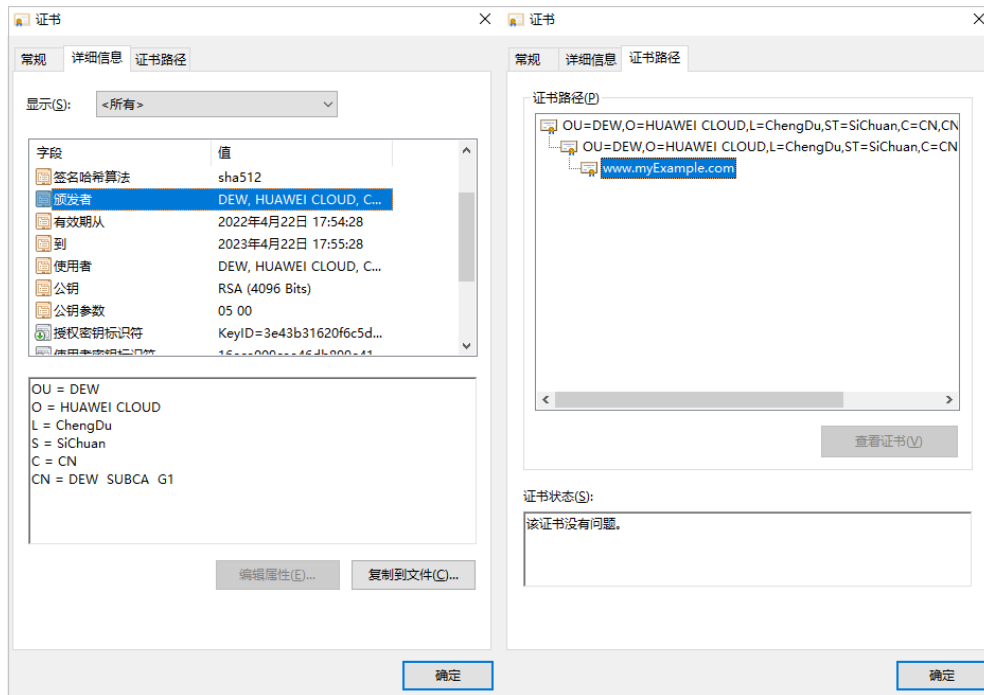 证书
常规
详细信息
证书路径
显示(S):
<所有>
字段
值
签名哈希算法
sha512
颁发者
DEW, HUAWEI CLOUD, C...
有效期从
2022年4月22日 17:54:28
到
2023年4月22日 17:55:28
使用者
DEW, HUAWEI CLOUD, C...
公钥
RSA (4096 Bits)
公钥参数
05 00
授权密钥标识符
KeyID=3e43b31620f6c5d...
使用者密钥标识符
OU = DEW
O = HUAWEI CLOUD
L = ChengDu
S = SiChuan
C = CN
CN = DEW SUBCA G1
编辑属性(E)...
复制到文件(C)...
确定
证书
常规
详细信息
证书路径
证书路径(P)
OU=DEW,O=HUAWEI CLOUD,L=ChengDu,ST=SiChuan,C=CN,CN
OU=DEW,O=HUAWEI CLOUD,L=ChengDu,ST=SiChuan,C=CN
www.myExample.com
查看证书(V)
证书状态(S):
该证书没有问题。
确定